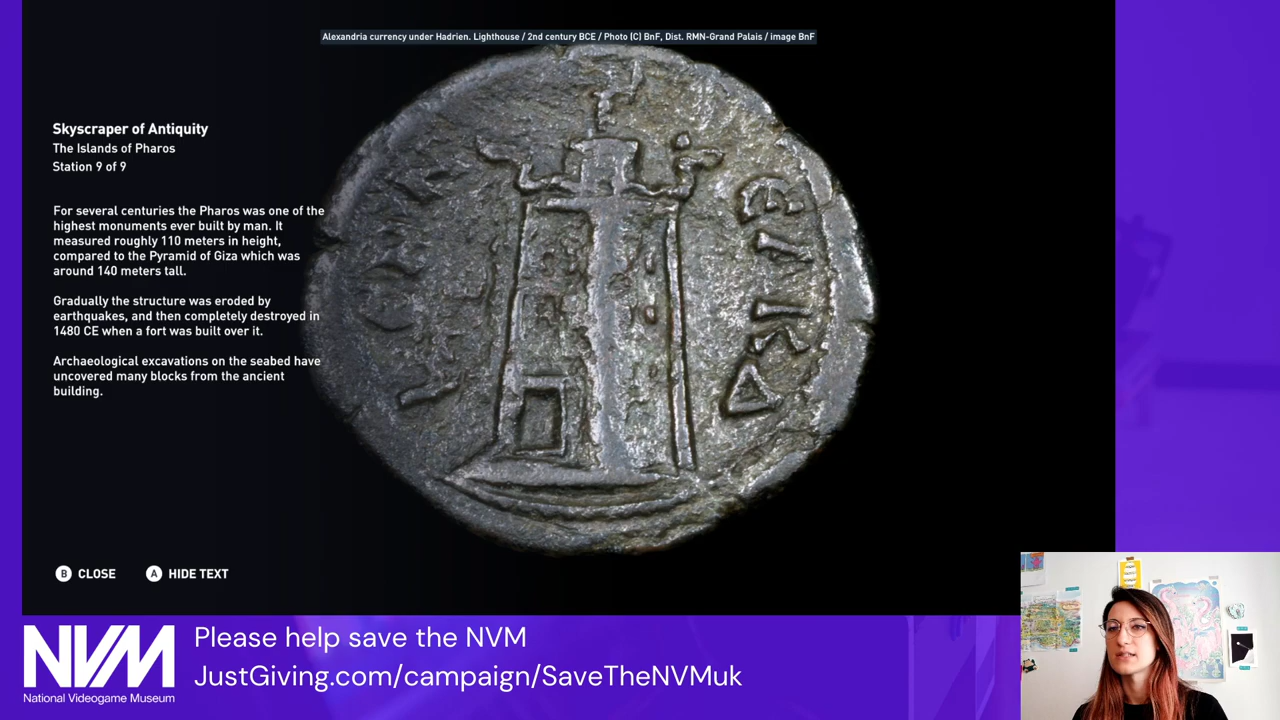 Alexandria currency under Hadrien. Lighthouse / 2nd century BCE / Photo (C) BnF, Dist. RMN-Grand Palais / image BnF
Skyscraper of Antiquity
The Islands of Pharos
Station 9 of 9
For several centuries the Pharos was one of the
highest monuments ever built by man. It
measured roughly 110 meters in height,
compared to the Pyramid of Giza which was
around 140 meters tall.
Gradually the structure was eroded by
earthquakes, and then completely destroyed in
1480 CE when a fort was built over it.
Archaeological excavations on the seabed have
uncovered many blocks from the ancient
building.
B CLOSE
A HIDE TEXT
NVM
National Videogame Museum
Please help save the NVM
JustGiving.com/campaign/SaveTheNVMuk